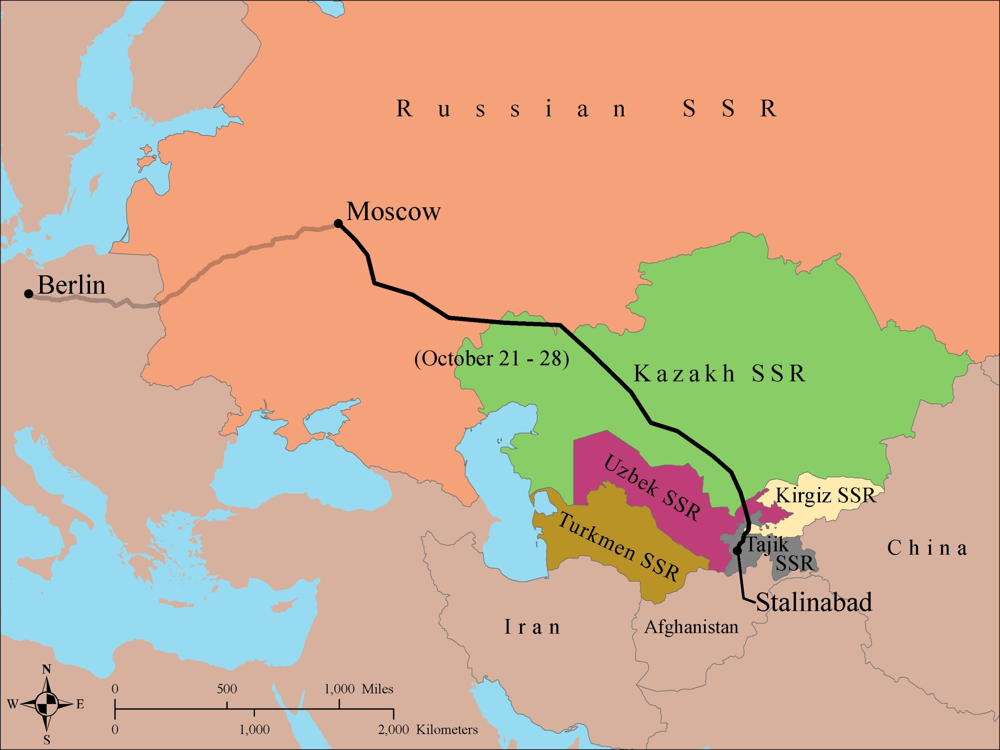 Russian SSR
Moscow
Berlin
(October 21 - 28)
Kazakh SSR
Uzbek SSR
Kirgiz SSR
Turkmen SSR
Tajik
SSR
China
Stalinabad
Iran
Afghanistan
N
W E
S
0 500 1,000 Miles
0 1,000 2,000 Kilometers